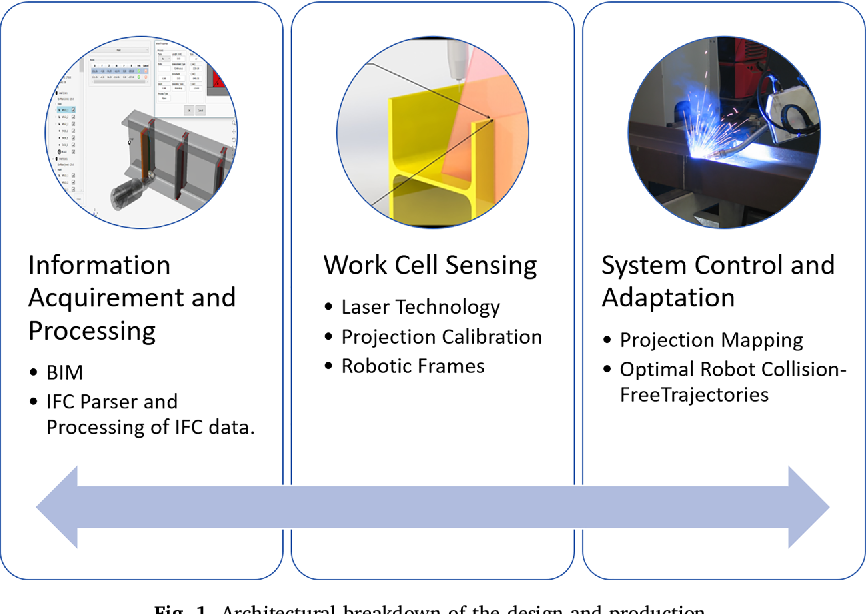 Information
Acquirement and
Processing
• BIM
• IFC Parser and
Processing of IFC data.
Work Cell Sensing
• Laser Technology
• Projection Calibration
• Robotic Frames
System Control and
Adaptation
• Projection Mapping
• Optimal Robot Collision-
FreeTrajectories
Fig. 1. Architectural breakdown of the design and production